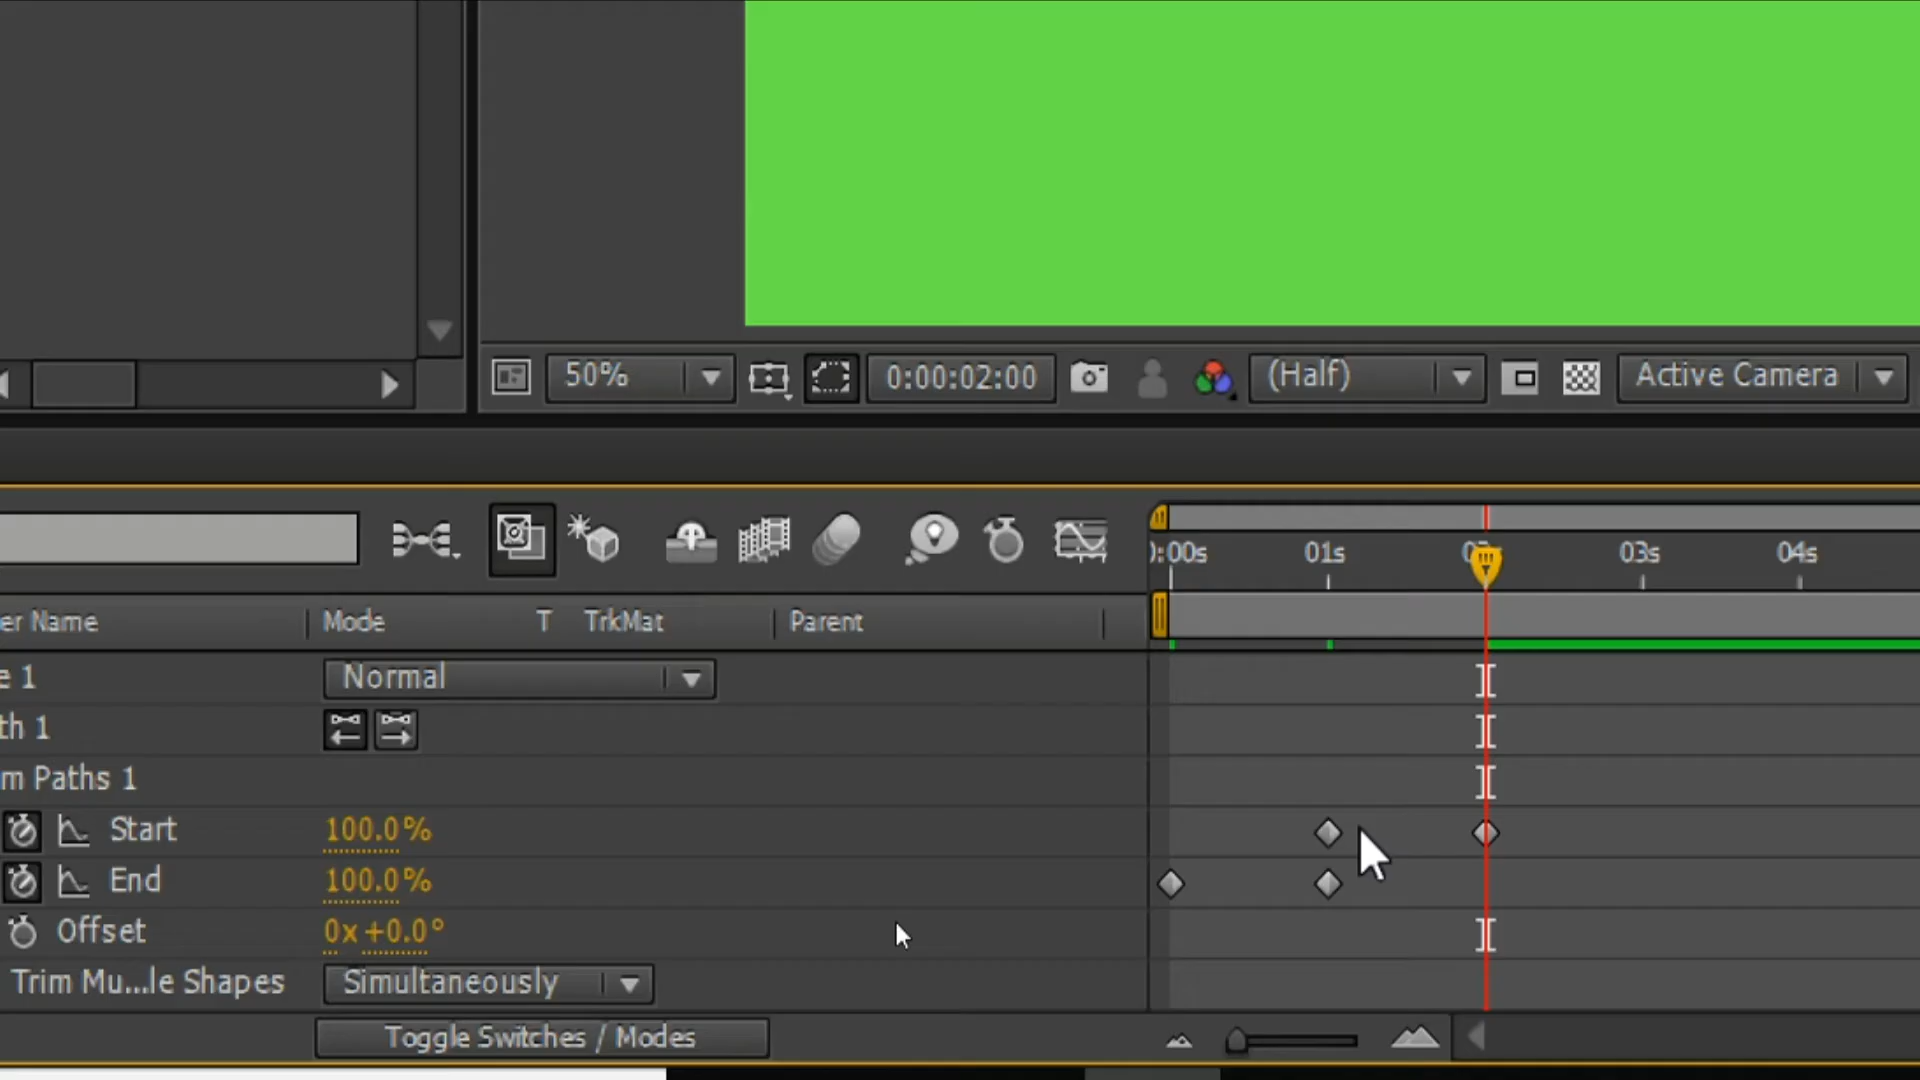 50%
0:00:02:00
(Half)
Active Camera
):00s
01s
03s
04s
er Name
Mode
T
TrkMat
Parent
e 1
Normal
th 1
m Paths 1
Start
100.0%
End
100.0%
Offset
0x+0.0°
Trim Mu...le Shapes
Simultaneously
Toggle Switches / Modes